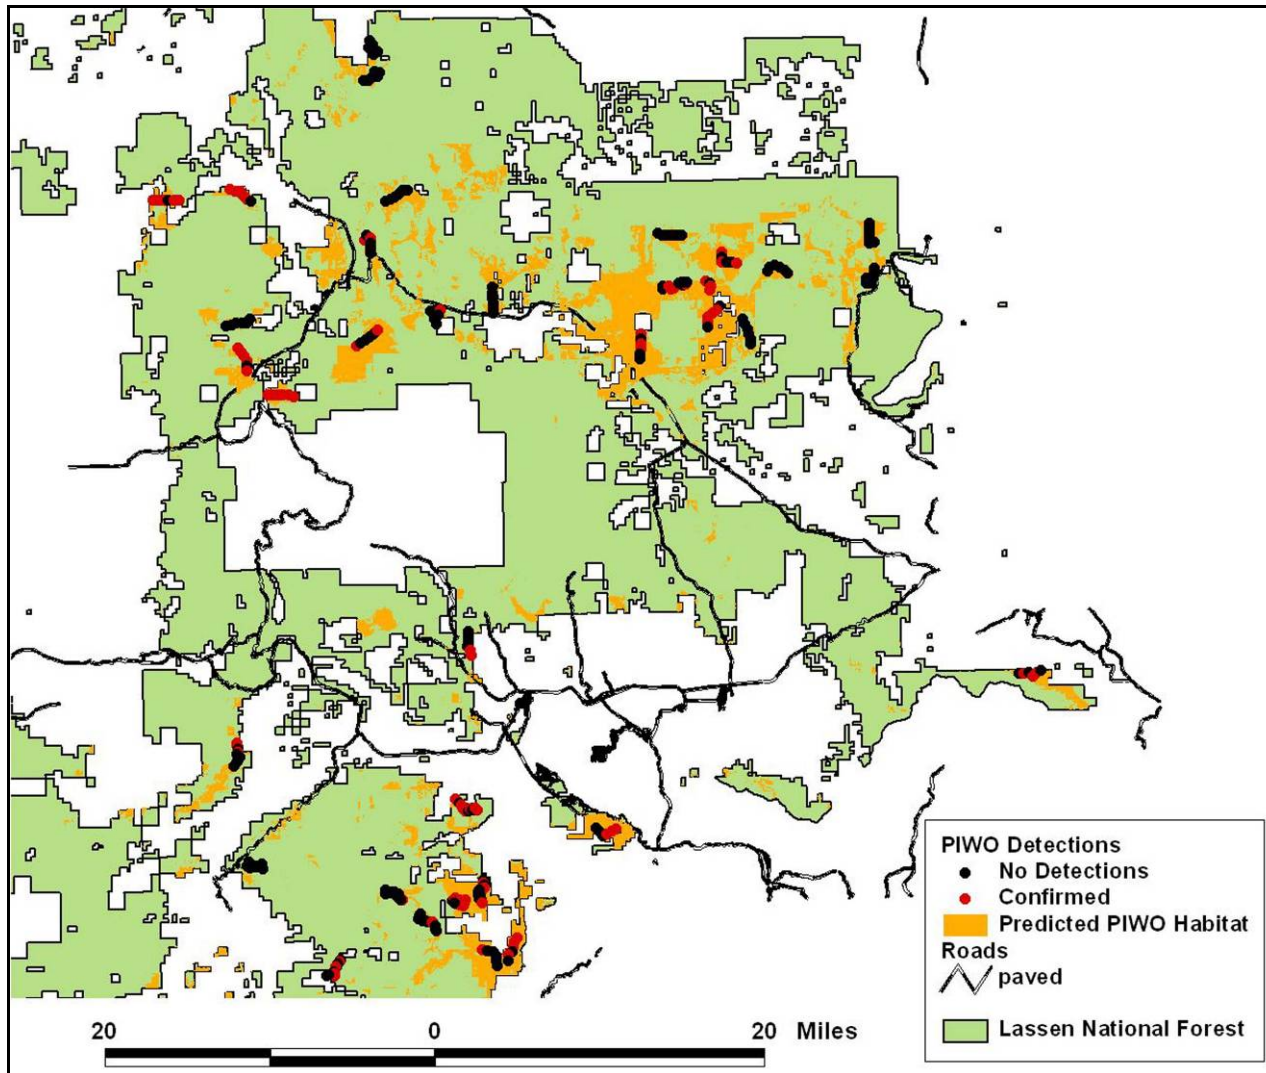 PIWO Detections
No Detections
Confirmed
Predicted PIWO Habitat
Roads
paved
Lassen National Forest
20 0 20 Miles